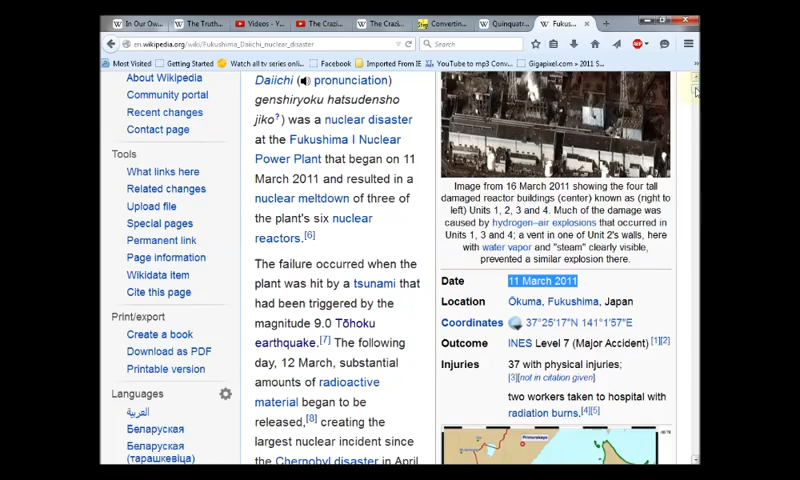 In Our Ow...
The Truth...
Videos - Y...
The Crazi...
The Crazi...
Convertin...
Quinquatr...
Fukus...
en.wikipedia.org/wiki/Fukushima_Daiichi_nuclear_disaster
Search
ABP
Most Visited
Getting Started
Watch all tv series onli...
Facebook
Imported From IE
YouTube to mp3 Conv...
Gigapixel.com » 2011 S...
About Wikipedia
Community portal
Recent changes
Contact page
Tools
What links here
Related changes
Upload file
Special pages
Permanent link
Page information
Wikidata item
Cite this page
Print/export
Create a book
Download as PDF
Printable version
Languages
العربية
Беларуская
Беларуская
(тарашкевіца)
Daiichi ( pronunciation)
genshiryoku hatsudensho
jiko?) was a nuclear disaster
at the Fukushima I Nuclear
Power Plant that began on 11
March 2011 and resulted in a
nuclear meltdown of three of
the plant's six nuclear
reactors.[6]
The failure occurred when the
plant was hit by a tsunami that
had been triggered by the
magnitude 9.0 Tōhoku
earthquake.[7] The following
day, 12 March, substantial
amounts of radioactive
material began to be
released,[8] creating the
largest nuclear incident since
the Chernobyl disaster in April
Image from 16 March 2011 showing the four tall
damaged reactor buildings (center) known as (right to
left) Units 1, 2, 3 and 4. Much of the damage was
caused by hydrogen–air explosions that occurred in
Units 1, 3 and 4; a vent in one of Unit 2's walls, here
with water vapor and "steam" clearly visible,
prevented a similar explosion there.
Date 11 March 2011
Location Ōkuma, Fukushima, Japan
Coordinates 37°25′17″N 141°1′57″E
Outcome INES Level 7 (Major Accident) [1][2]
Injuries 37 with physical injuries;
[3][not in citation given]
two workers taken to hospital with
radiation burns.[4][5]